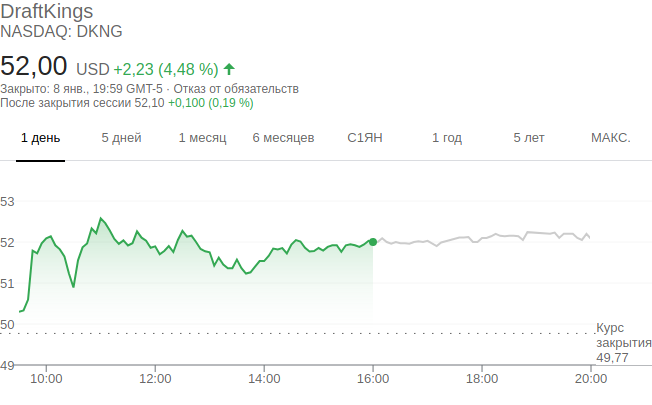 DraftKings
NASDAQ: DKNG
52,00 USD +2,23 (4,48 %)
Закрыто: 8 янв., 19:59 GMT-5 · Отказ от обязательств
После закрытия сессии 52,10 +0,100 (0,19 %)
1 день 5 дней 1 месяц 6 месяцев С1ЯН 1 год 5 лет МАКС.
53
52
51
50
Курс
закрытия
49,77
49
10:00 12:00 14:00 16:00 18:00 20:00